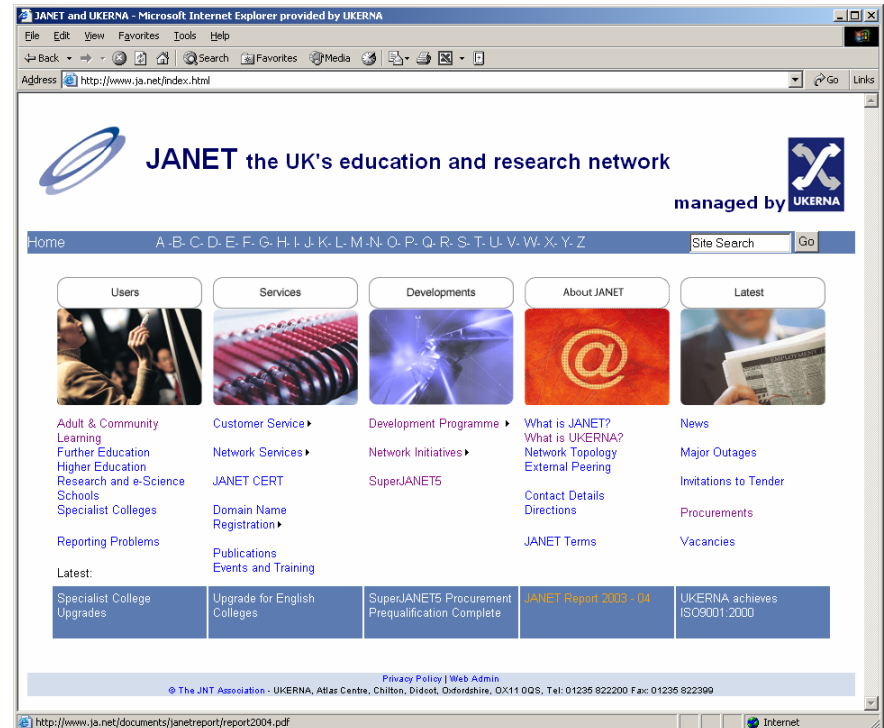 JANET and UKERNA - Microsoft Internet Explorer provided by UKERNA
File Edit View Favorites Tools Help
Back Search Favorites Media
Address http://www.ja.net/index.html Go Links
JANET the UK's education and research network
managed by UKERNA
Home A -B- C- D- E- F- G- H- I- J- K- L- M -N- O- P- Q- R- S- T- U- V- W- X- Y- Z Site Search Go
Users Services Developments About JANET Latest
EMPLOYMENT
Adult & Community Learning
Further Education
Higher Education
Research and e-Science
Schools
Specialist Colleges
Reporting Problems
Latest:
Customer Service
Network Services
JANET CERT
Domain Name
Registration
Publications
Events and Training
Development Programme
Network Initiatives
SuperJANET5
What is JANET?
What is UKERNA?
Network Topology
External Peering
Contact Details
Directions
JANET Terms
News
Major Outages
Invitations to Tender
Procurements
Vacancies
Specialist College
Upgrades
Upgrade for English
Colleges
SuperJANET5 Procurement
Prequalification Complete
JANET Report 2003 - 04
UKERNA achieves
ISO9001:2000
Privacy Policy | Web Admin
© The JNT Association - UKERNA, Atlas Centre, Chilton, Didcot, Oxfordshire, OX11 0QS, Tel: 01235 822200 Fax: 01235 822399
http://www.ja.net/documents/janetreport/report2004.pdf Internet